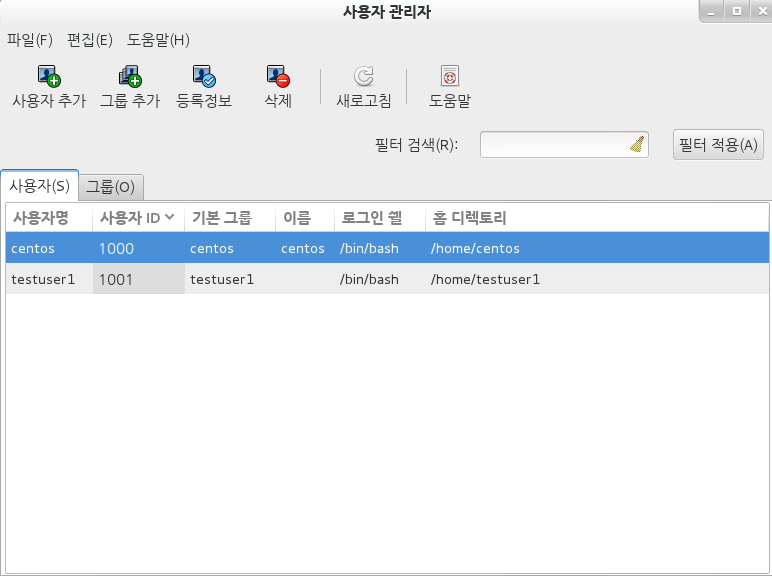 사용자 관리자
파일(F) 편집(E) 도움말(H)
사용자 추가 그룹 추가 등록정보 삭제 새로고침 도움말
필터 검색(R): 필터 적용(A)
사용자(S) 그룹(O)
사용자명 사용자 ID 기본 그룹 이름 로그인 쉘 홈 디렉토리
centos 1000 centos centos /bin/bash /home/centos
testuser1 1001 testuser1 /bin/bash /home/testuser1